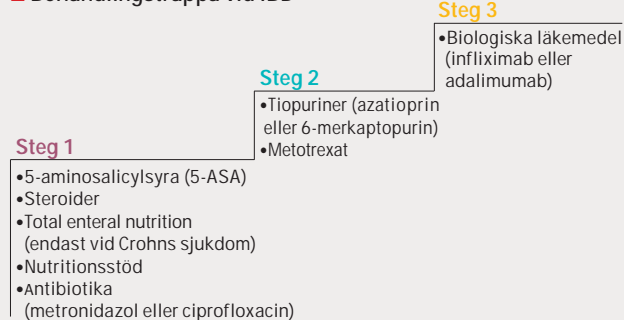 Behandlingstrappa vid IBD
Steg 3
•Biologiska läkemedel
(infliximab eller
adalimumab)
Steg 2
•Tiopuriner (azatioprin
eller 6-merkaptopurin)
•Metotrexat
Steg 1
•5-aminosalicylsyra (5-ASA)
•Steroider
•Total enteral nutrition
(endast vid Crohns sjukdom)
•Nutritionsstöd
•Antibiotika
(metronidazol eller ciprofloxacin)